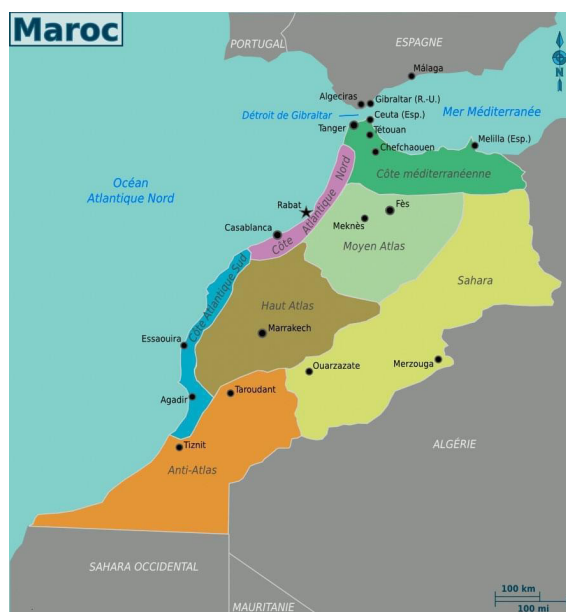 Maroc
PORTUGAL
ESPAGNE
N
Málaga
Algeciras
Gibraltar (R.-U.)
Détroit de Gibraltar
Ceuta (Esp.)
Mer Méditerranée
Tanger
Tétouan
Melilla (Esp.)
Chefchaouen
Côte méditerranéenne
Océan
Atlantique Nord
Rabat
Côte Atlantique Nord
Fès
Meknès
Casablanca
Moyen Atlas
Sahara
Côte Atlantique Sud
Haut Atlas
Marrakech
Essaouira
Ouarzazate
Merzouga
Agadir
Taroudant
Tiznit
ALGÉRIE
Anti-Atlas
SAHARA OCCIDENTAL
MAURITANIE
100 km
100 mi